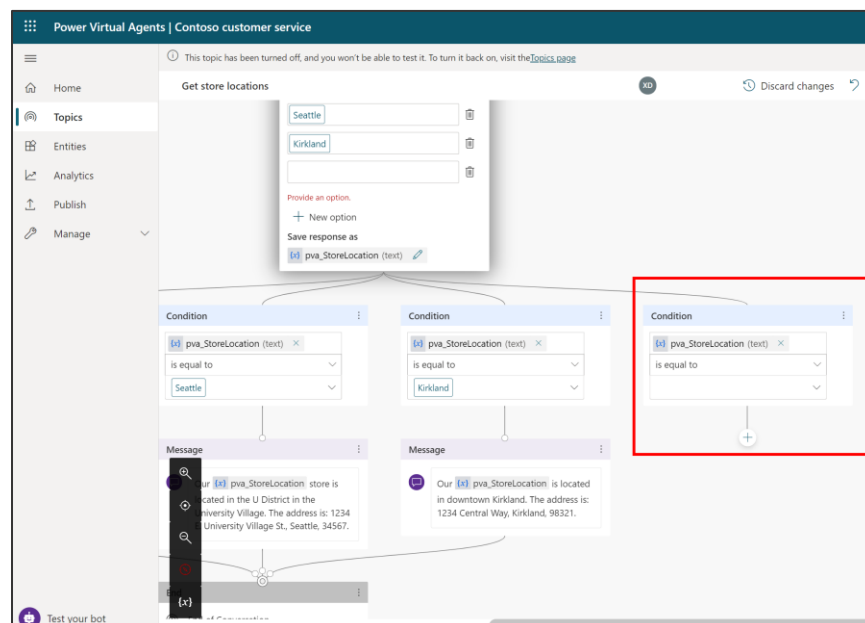 Power Virtual Agents | Contoso customer service
This topic has been turned off, and you won't be able to test it. To turn it back on, visit theTopics page
Home
Topics
Entities
Analytics
Publish
Manage
Get store locations
XD
Discard changes
Seattle
Kirkland
Provide an option.
New option
Save response as
{x} pva_StoreLocation (text)
Condition
{x} pva_StoreLocation (text) ×
is equal to
Seattle
Condition
{x} pva_StoreLocation (text) ×
is equal to
Kirkland
Condition
{x} pva_StoreLocation (text) ×
is equal to
Message
Our {x} pva_StoreLocation store is
located in the U District in the
University Village. The address is: 1234
University Village St., Seattle, 34567.
Message
Our {x} pva_StoreLocation is located
in downtown Kirkland. The address is:
1234 Central Way, Kirkland, 98321.
{x}
End
Test your bot